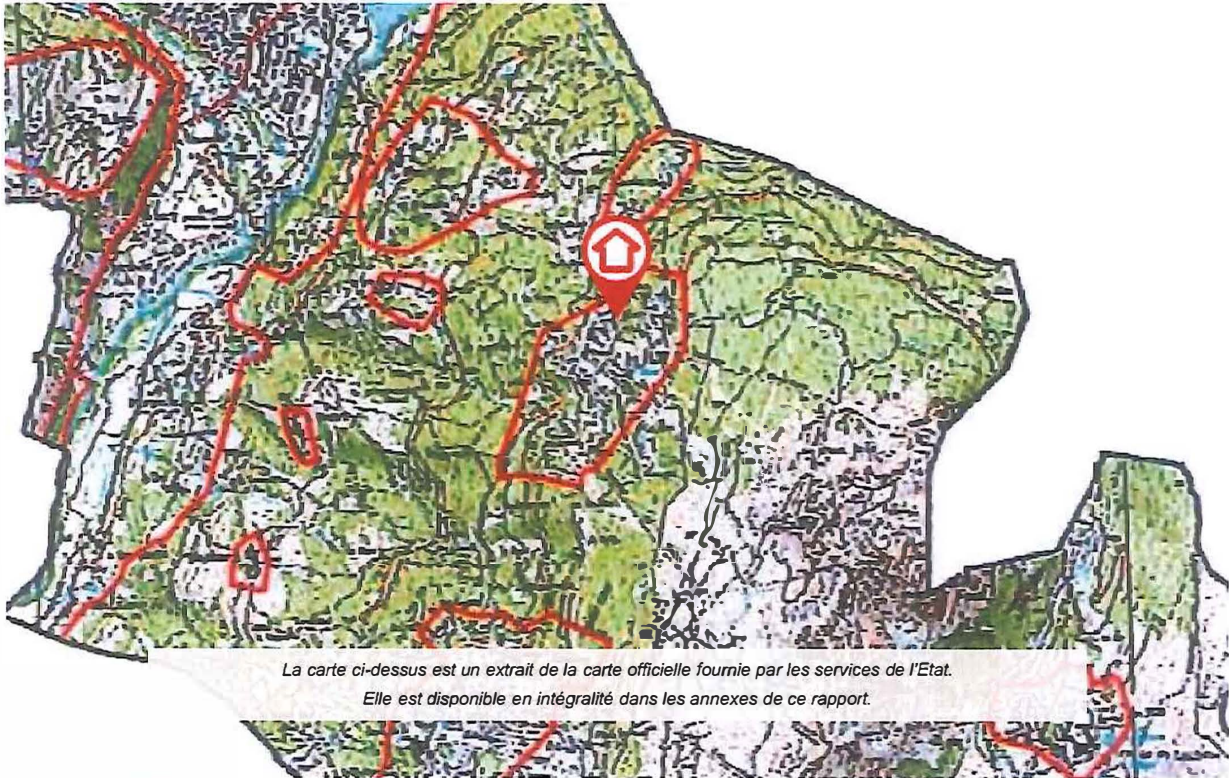 La carte ci-dessus est un extrait de la carte officielle fournie par les services de l'Etat.
Elle est disponible en intégralité dans les annexes de ce rapport.